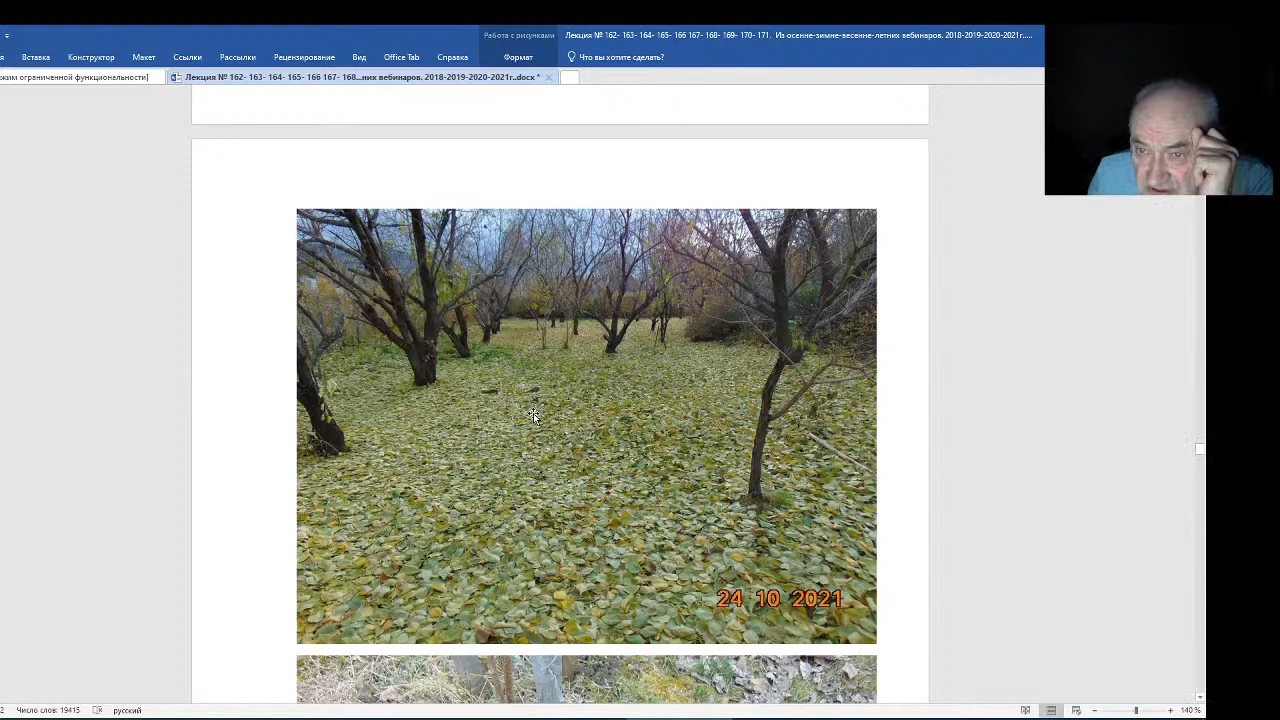 Работа с рисунками
Лекция № 162- 163- 164- 165- 166 167- 168- 169- 170- 171. Из осенне-зимне-весенне-летних вебинаров. 2018-2019-2020-2021г.....
Вставка Конструктор Макет Ссылки Рассылки Рецензирование Вид Office Tab Справка Формат Что вы хотите сделать?
жим ограниченной функциональности] Лекция № 162- 163- 164- 165- 166 167- 168...них вебинаров. 2018-2019-2020-2021г..docx *
24 10 2021
2 Число слов: 19415 русский 140 %